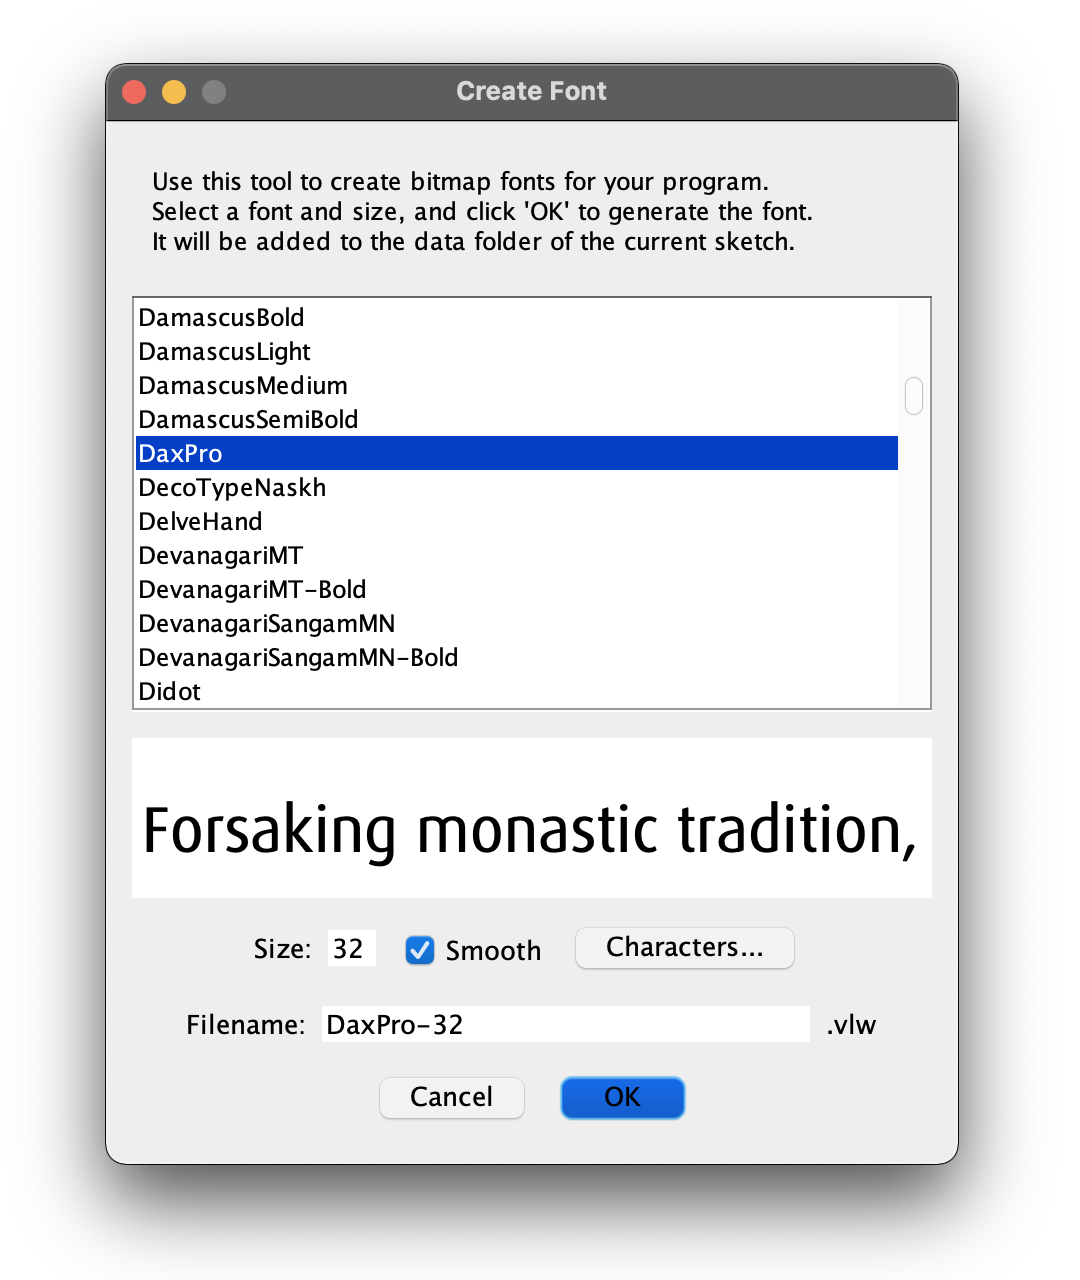 Create Font
Use this tool to create bitmap fonts for your program.
Select a font and size, and click 'OK' to generate the font.
It will be added to the data folder of the current sketch.
DamascusBold
DamascusLight
DamascusMedium
DamascusSemiBold
DaxPro
DecoTypeNaskh
DelveHand
DevanagariMT
DevanagariMT-Bold
DevanagariSangamMN
DevanagariSangamMN-Bold
Didot
Forsaking monastic tradition,
Size: 32 Smooth Characters...
Filename: DaxPro-32 .vlw
Cancel OK